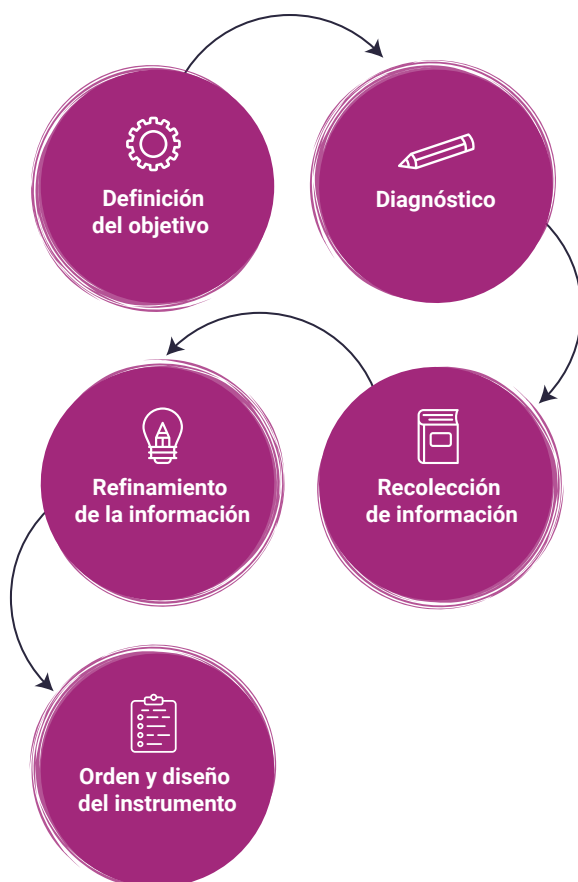 Definición
del objetivo
Diagnóstico
Recolección
de información
Refinamiento
de la información
Orden y diseño
del instrumento